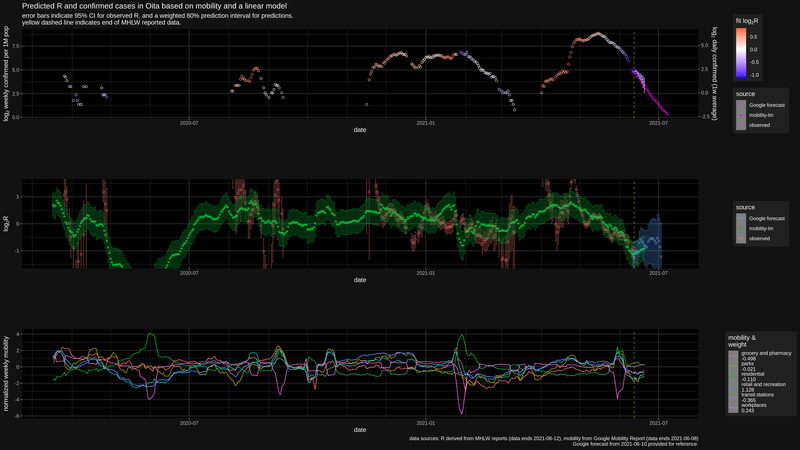 Predicted R and confirmed cases in Oita based on mobility and a linear model
error bars indicate 95% CI for observed R, and a weighted 80% prediction interval for predictions.
yellow dashed line indicates end of MHLW reported data.
log₂ weekly confirmed per 1M pop
7.5
5.0
2.5
0.0
5.0
2.5
0.0
-2.5
log₂ daily confirmed (1w average)
2020-07
2021-01
2021-07
date
fit log₂R
0.5
0.0
-0.5
-1.0
source
Google forecast
mobility-lm
observed
log₂R
1
0
-1
2020-07
2021-01
2021-07
date
source
Google forecast
mobility-lm
observed
normalized weekly mobility
4
2
0
-2
-4
-6
2020-07
2021-01
2021-07
date
mobility &
weight
grocery and pharmacy
-0.498
parks
-0.021
residential
-0.110
retail and recreation
1.128
transit stations
-0.365
workplaces
0.243
data sources: R derived from MHLW reports (data ends 2021-06-12), mobility from Google Mobility Report (data ends 2021-06-08)
Google forecast from 2021-06-10 provided for reference.